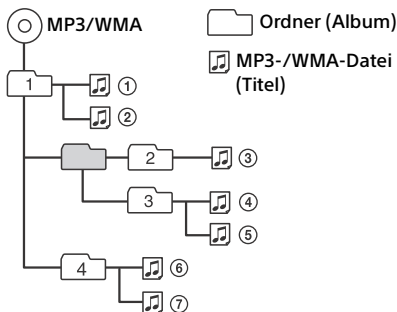 MP3/WMA
Ordner (Album)
MP3-/WMA-Datei
(Titel)
1
①
②
2
③
3
④
⑤
4
⑥
⑦